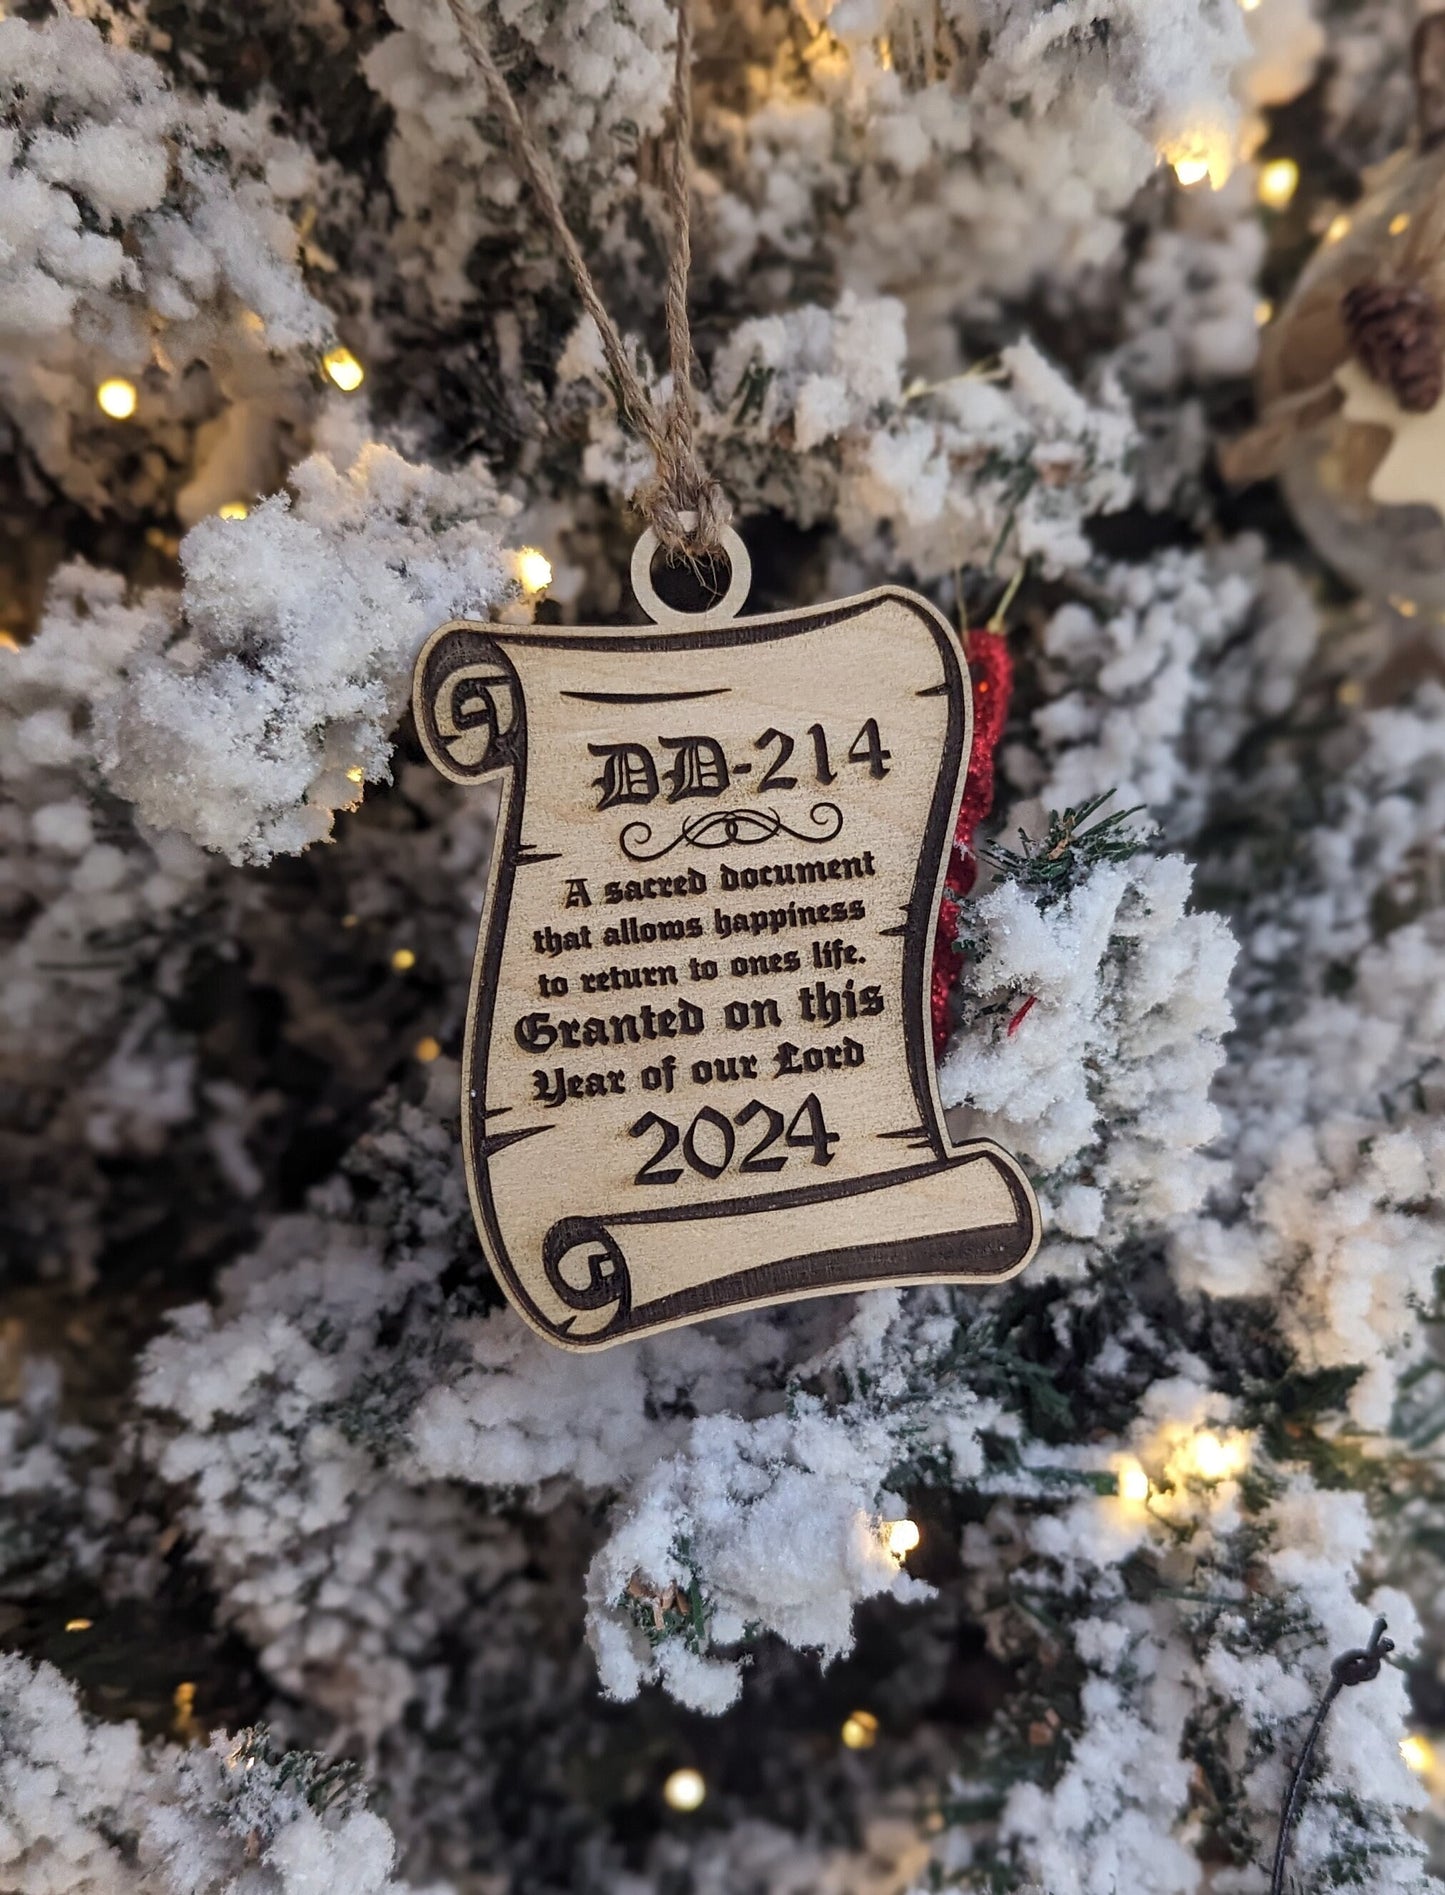 DD-214
A sacred document
that allows happiness
to return to ones life.
Granted on this
Year of our Lord
2024